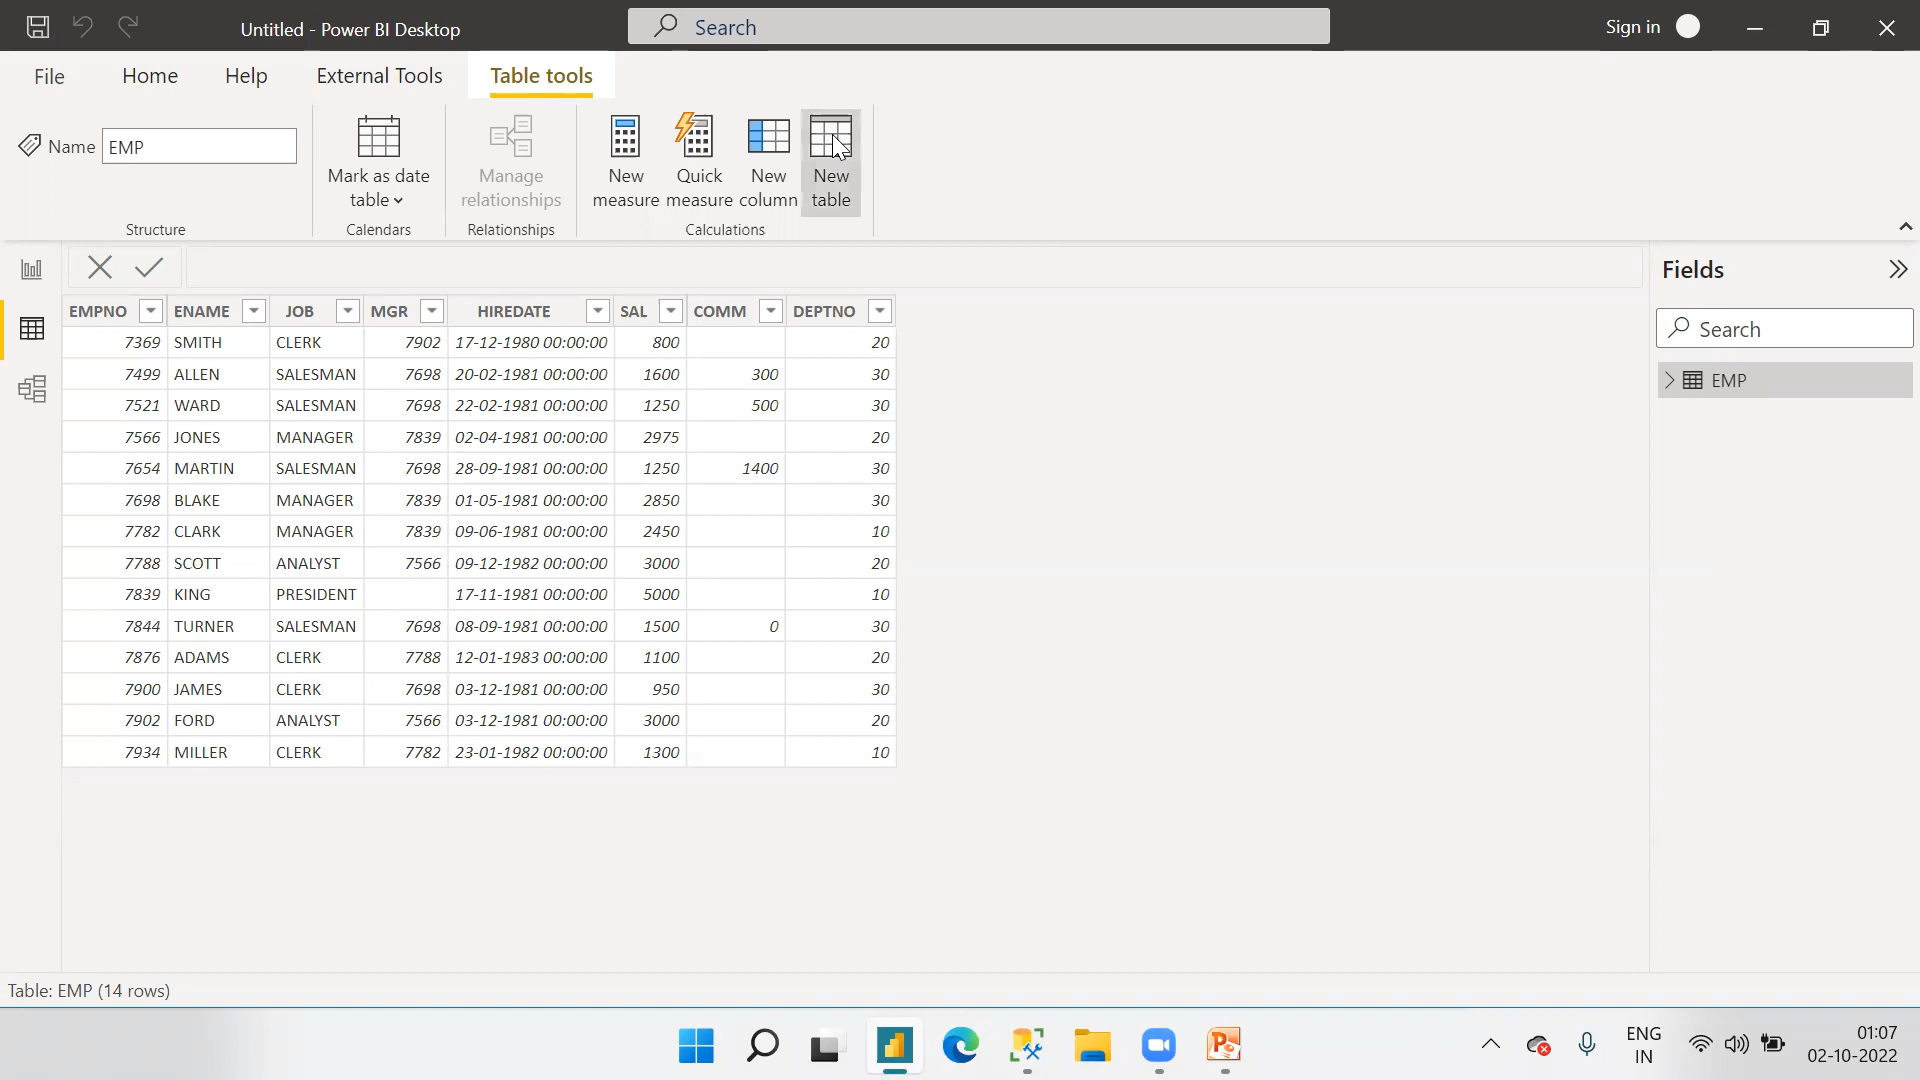 Untitled - Power BI Desktop
Search
Sign in
File Home Help External Tools Table tools
Name EMP
Mark as date table
Manage relationships
New measure
Quick measure
New column
New table
Structure Calendars Relationships Calculations
Fields
Search
EMP
EMPNO ENAME JOB MGR HIREDATE SAL COMM DEPTNO
7369 SMITH CLERK 7902 17-12-1980 00:00:00 800 20
7499 ALLEN SALESMAN 7698 20-02-1981 00:00:00 1600 300 30
7521 WARD SALESMAN 7698 22-02-1981 00:00:00 1250 500 30
7566 JONES MANAGER 7839 02-04-1981 00:00:00 2975 20
7654 MARTIN SALESMAN 7698 28-09-1981 00:00:00 1250 1400 30
7698 BLAKE MANAGER 7839 01-05-1981 00:00:00 2850 30
7782 CLARK MANAGER 7839 09-06-1981 00:00:00 2450 10
7788 SCOTT ANALYST 7566 09-12-1982 00:00:00 3000 20
7839 KING PRESIDENT 17-11-1981 00:00:00 5000 10
7844 TURNER SALESMAN 7698 08-09-1981 00:00:00 1500 0 30
7876 ADAMS CLERK 7788 12-01-1983 00:00:00 1100 20
7900 JAMES CLERK 7698 03-12-1981 00:00:00 950 30
7902 FORD ANALYST 7566 03-12-1981 00:00:00 3000 20
7934 MILLER CLERK 7782 23-01-1982 00:00:00 1300 10
Table: EMP (14 rows)
ENG
IN
01:07
02-10-2022